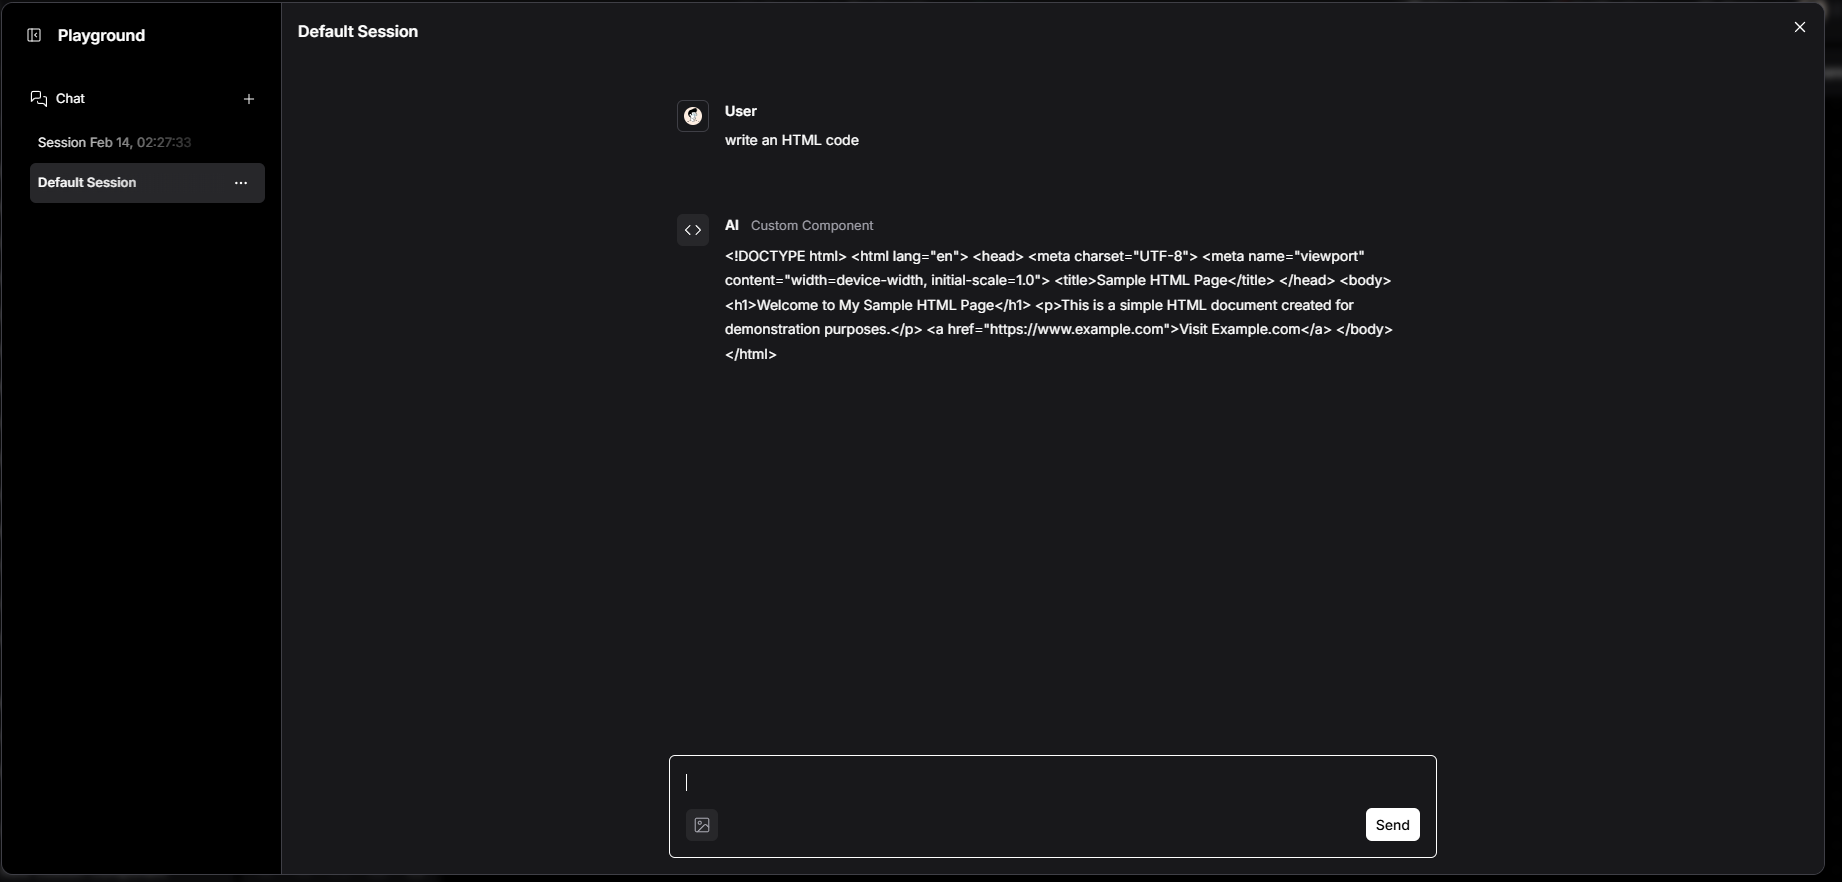 Playground
Default Session
Chat
Session Feb 14, 02:27:33
Default Session
User
write an HTML code
AI Custom Component
<!DOCTYPE html> <html lang="en"> <head> <meta charset="UTF-8"> <meta name="viewport"
content="width=device-width, initial-scale=1.0"> <title>Sample HTML Page</title> </head> <body>
<h1>Welcome to My Sample HTML Page</h1> <p>This is a simple HTML document created for
demonstration purposes.</p> <a href="https://www.example.com">Visit Example.com</a> </body>
</html>
Send